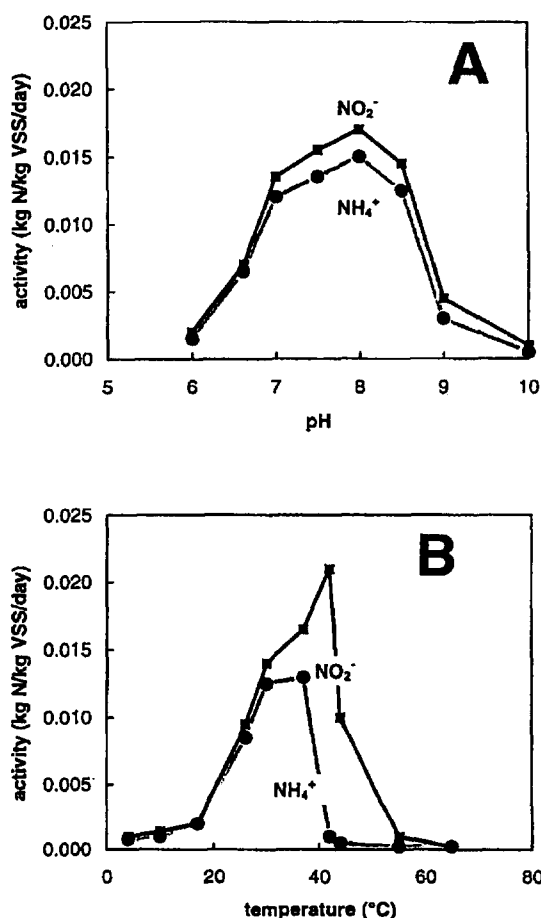 A
activity (kg N/kg VSS/day)
0.025
0.020
0.015
0.010
0.005
0.000
NO₂⁻
NH₄⁺
5 6 7 8 9 10
pH
B
activity (kg N/kg VSS/day)
0.025
0.020
0.015
0.010
0.005
0.000
NO₂⁻
NH₄⁺
0 20 40 60 80
temperature (°C)